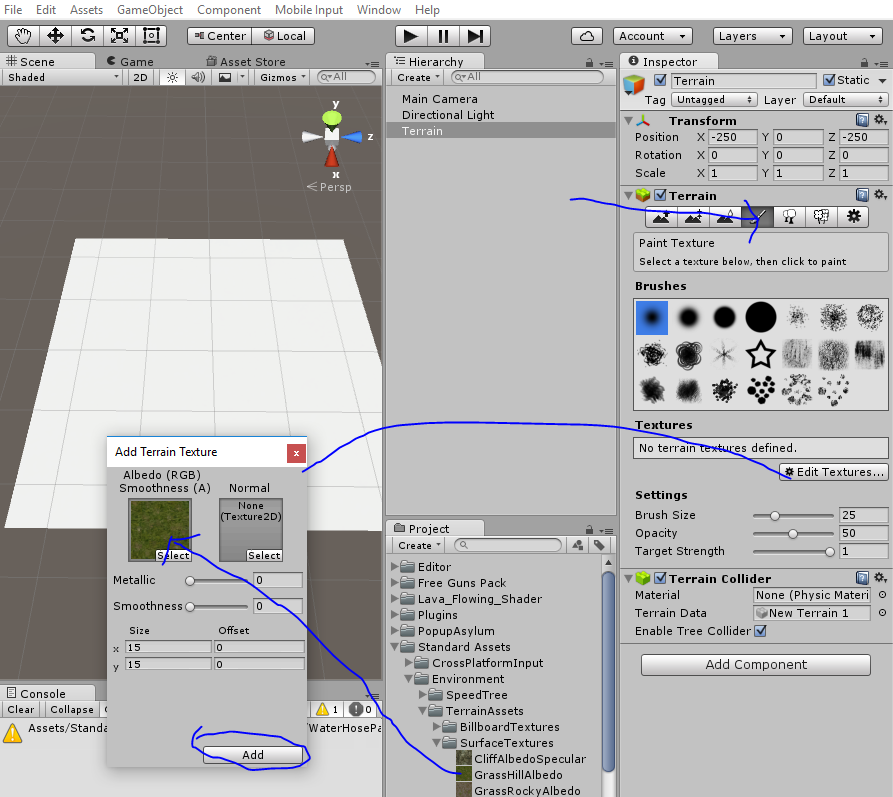 File Edit Assets GameObject Component Mobile Input Window Help
Center Local Account Layers Layout
Scene Game Asset Store
Shaded 2D Gizmos All
y
z
x
Persp
Hierarchy
Create All
Main Camera
Directional Light
Terrain
Inspector
Terrain Static
Tag Untagged Layer Default
Transform
Position X -250 Y 0 Z -250
Rotation X 0 Y 0 Z 0
Scale X 1 Y 1 Z 1
Terrain
Paint Texture
Select a texture below, then click to paint
Brushes
Textures
No terrain textures defined.
Edit Textures...
Settings
Brush Size 25
Opacity 50
Target Strength 1
Terrain Collider
Material None (Physic Materi
Terrain Data New Terrain 1
Enable Tree Collider
Add Component
Add Terrain Texture x
Albedo (RGB)
Smoothness (A) Normal
None
(Texture2D)
Select Select
Metallic 0
Smoothness 0
Size Offset
x 15 0
y 15 0
Add
Project
Create
Editor
Free Guns Pack
Lava_Flowing_Shader
Plugins
PopupAsylum
Standard Assets
CrossPlatformInput
Environment
SpeedTree
TerrainAssets
BillboardTextures
SurfaceTextures
CliffAlbedoSpecular
GrassHillAlbedo
GrassRockyAlbedo
Console
Clear Collapse 1 0
Assets/Standa
WaterHosePa